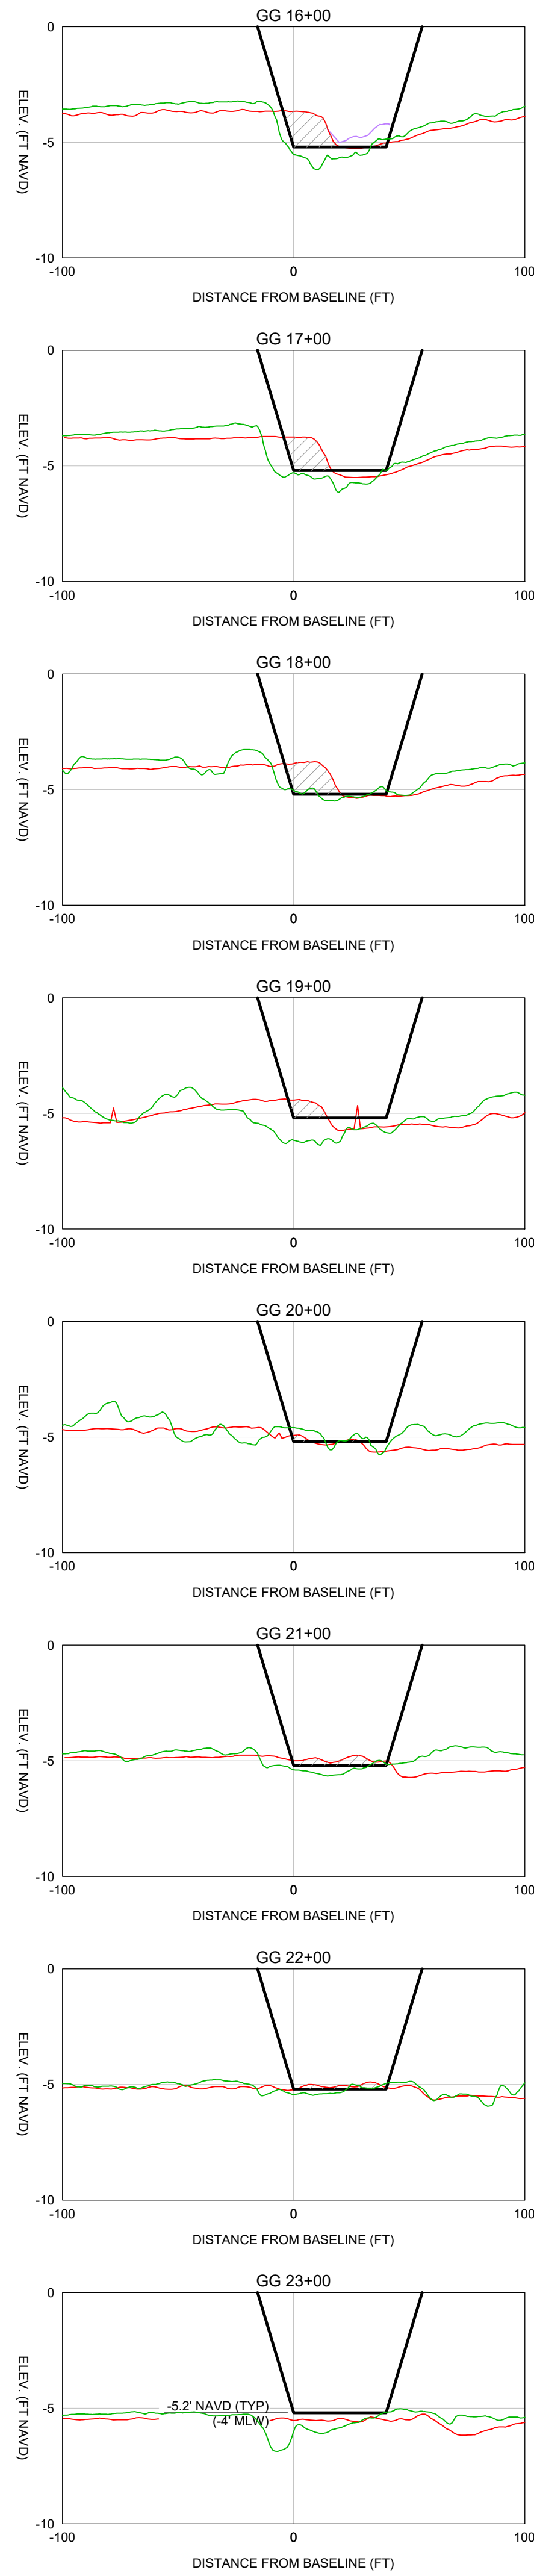 GG 16+00
0
-5
-10
ELEV. (FT NAVD)
-100
0
100
DISTANCE FROM BASELINE (FT)
GG 17+00
0
-5
-10
ELEV. (FT NAVD)
-100
0
100
DISTANCE FROM BASELINE (FT)
GG 18+00
0
-5
-10
ELEV. (FT NAVD)
-100
0
100
DISTANCE FROM BASELINE (FT)
GG 19+00
0
-5
-10
ELEV. (FT NAVD)
-100
0
100
DISTANCE FROM BASELINE (FT)
GG 20+00
0
-5
-10
ELEV. (FT NAVD)
-100
0
100
DISTANCE FROM BASELINE (FT)
GG 21+00
0
-5
-10
ELEV. (FT NAVD)
-100
0
100
DISTANCE FROM BASELINE (FT)
GG 22+00
0
-5
-10
ELEV. (FT NAVD)
-100
0
100
DISTANCE FROM BASELINE (FT)
GG 23+00
0
-5
-10
ELEV. (FT NAVD)
-5.2' NAVD (TYP)
(-4' MLW)
-100
0
100
DISTANCE FROM BASELINE (FT)